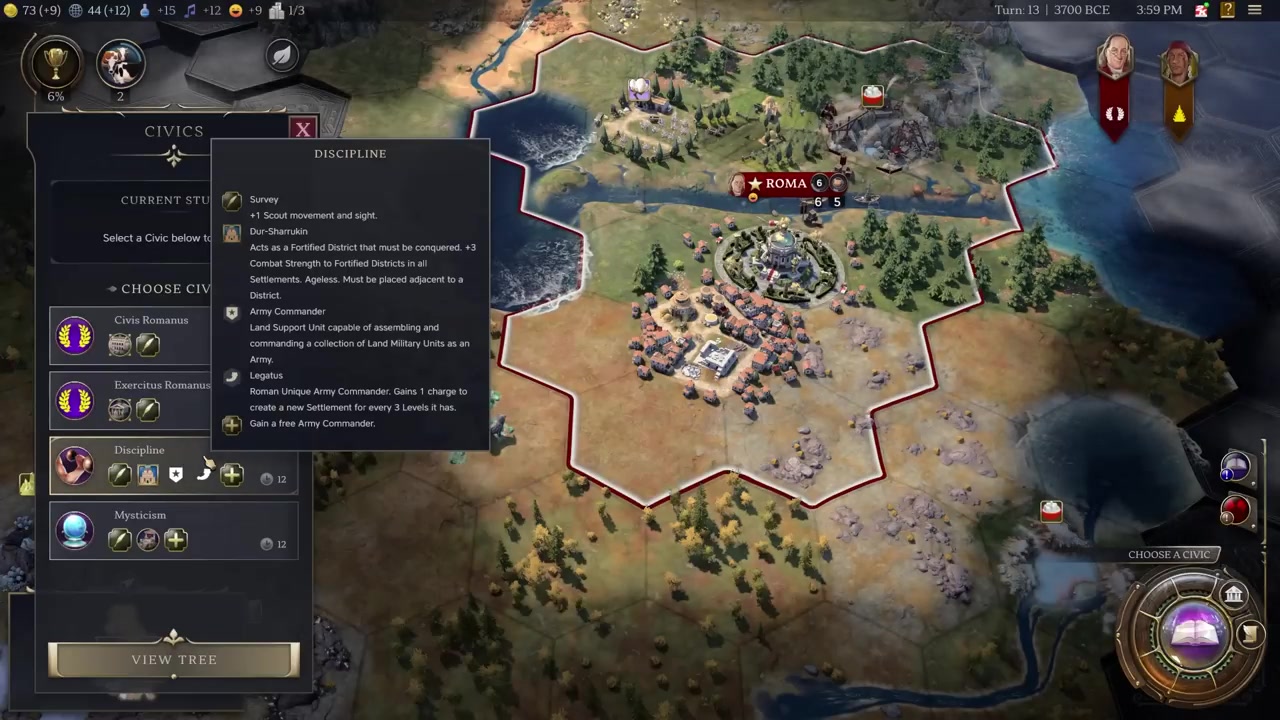 73 (+9) 44 (+12) +15 +12 +9 1/3
Turn: 13 | 3700 BCE 3:59 PM
?
6%
2
CIVICS
X
CURRENT STU
Select a Civic below to
CHOOSE CIV
Civis Romanus
Exercitus Romanus
Discipline
12
Mysticism
12
VIEW TREE
DISCIPLINE
Survey
+1 Scout movement and sight.
Dur-Sharrukin
Acts as a Fortified District that must be conquered. +3
Combat Strength to Fortified Districts in all
Settlements. Ageless. Must be placed adjacent to a
District.
Army Commander
Land Support Unit capable of assembling and
commanding a collection of Land Military Units as an
Army.
Legatus
Roman Unique Army Commander. Gains 1 charge to
create a new Settlement for every 3 Levels it has.
Gain a free Army Commander.
ROMA 6
6 5
CHOOSE A CIVIC